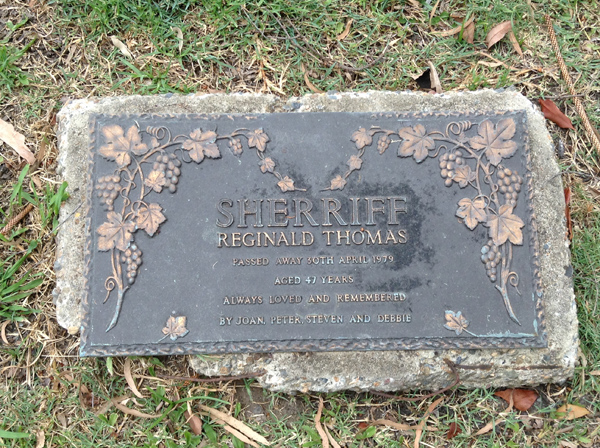 SHERRIFF
REGINALD THOMAS
PASSED AWAY 30TH APRIL 1979
AGED 47 YEARS
ALWAYS LOVED AND REMEMBERED
BY JOAN, PETER, STEVEN AND DEBBIE